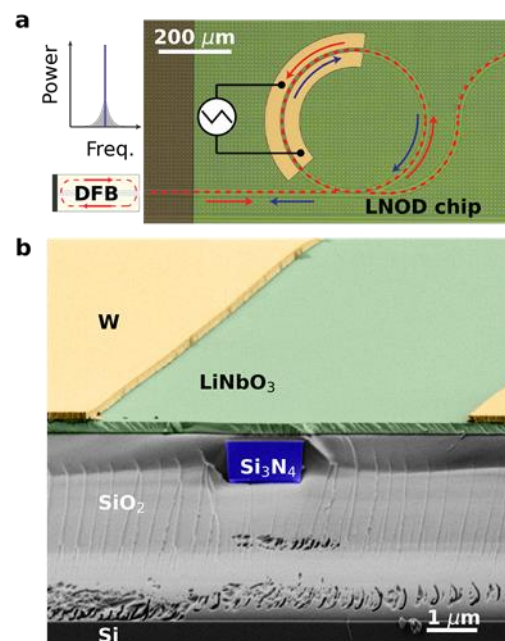 a
200 μm
Power
Freq.
DFB
LNOD chip
b
W
LiNbO₃
Si₃N₄
SiO₂
Si
1 μm